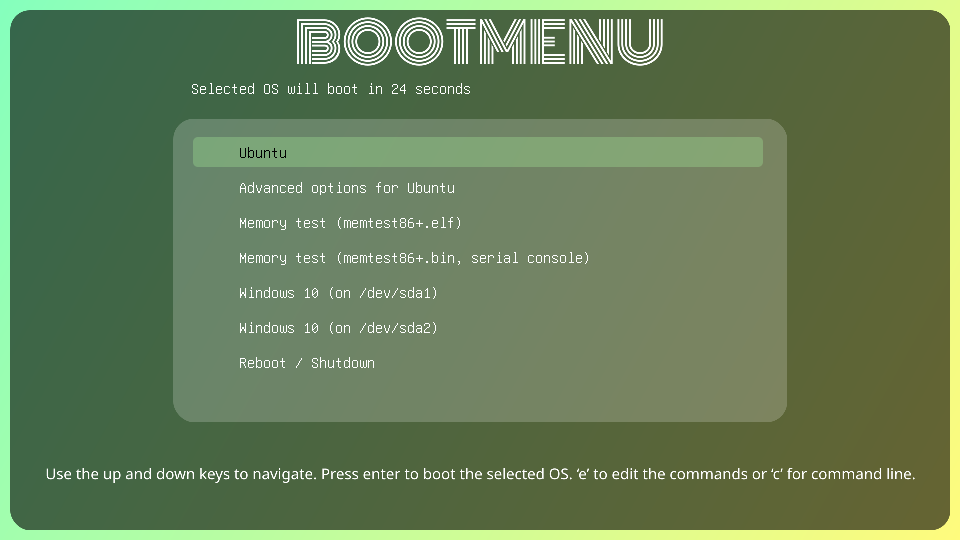 BOOTMENU
Selected OS will boot in 24 seconds
Ubuntu
Advanced options for Ubuntu
Memory test (memtest86+.elf)
Memory test (memtest86+.bin, serial console)
Windows 10 (on /dev/sda1)
Windows 10 (on /dev/sda2)
Reboot / Shutdown
Use the up and down keys to navigate. Press enter to boot the selected OS. ‘e’ to edit the commands or ‘c’ for command line.